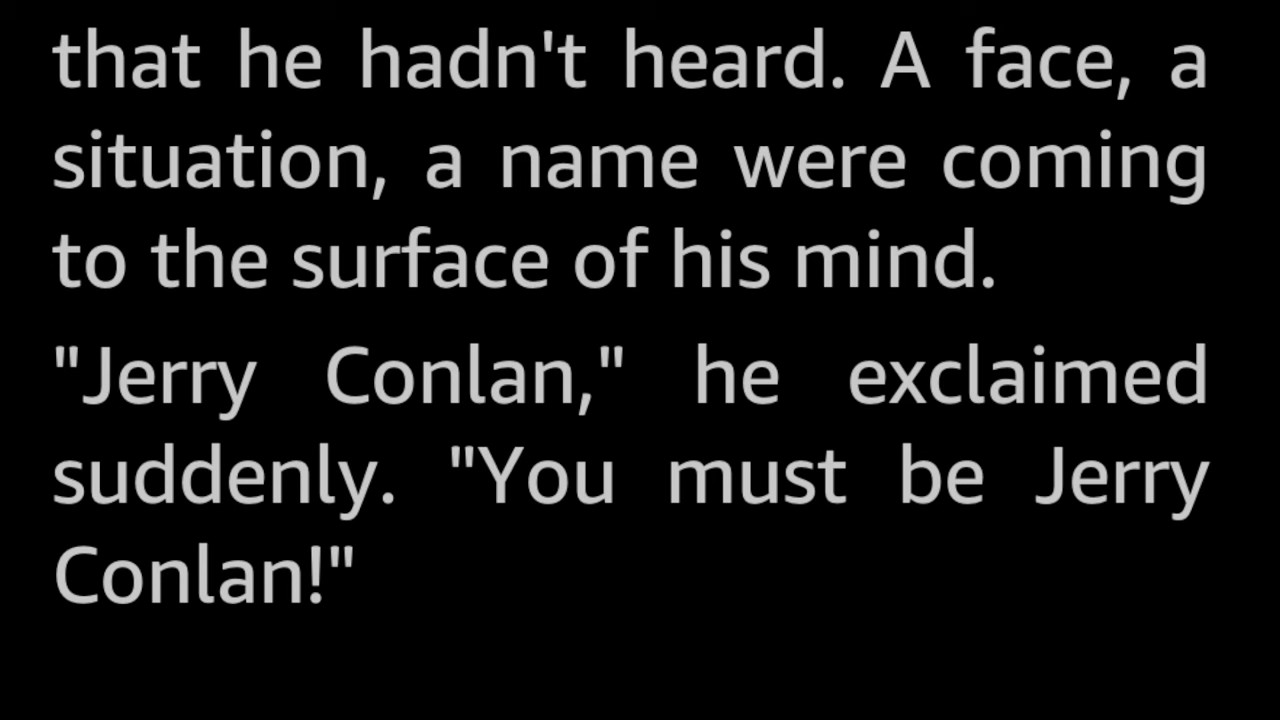 that he hadn't heard. A face, a
situation, a name were coming
to the surface of his mind.
"Jerry Conlan," he exclaimed
suddenly. "You must be Jerry
Conlan!"